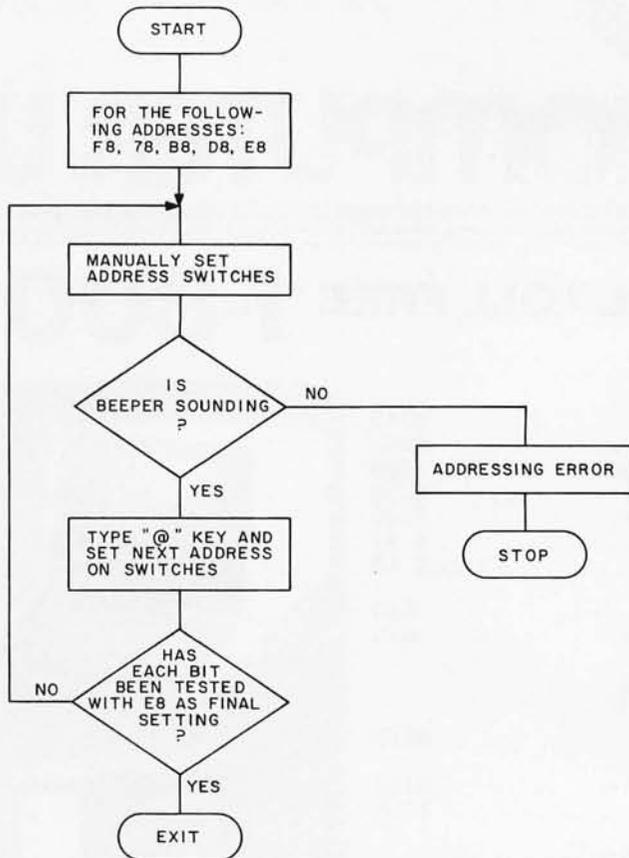 START
FOR THE FOLLOW-
ING ADDRESSES:
F8, 78, B8, D8, E8
MANUALLY SET
ADDRESS SWITCHES
IS
BEEPER SOUNDING
?
NO
ADDRESSING ERROR
STOP
YES
TYPE "@" KEY AND
SET NEXT ADDRESS
ON SWITCHES
HAS
EACH BIT
BEEN TESTED
WITH E8 AS FINAL
SETTING
?
NO
YES
EXIT